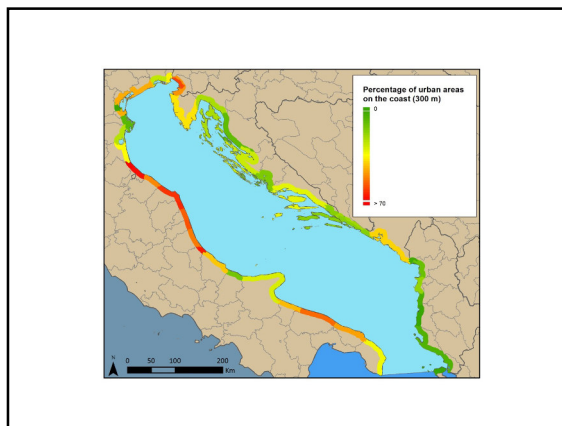 Percentage of urban areas
on the coast (300 m)
0
> 70
N
0 50 100 200
Km